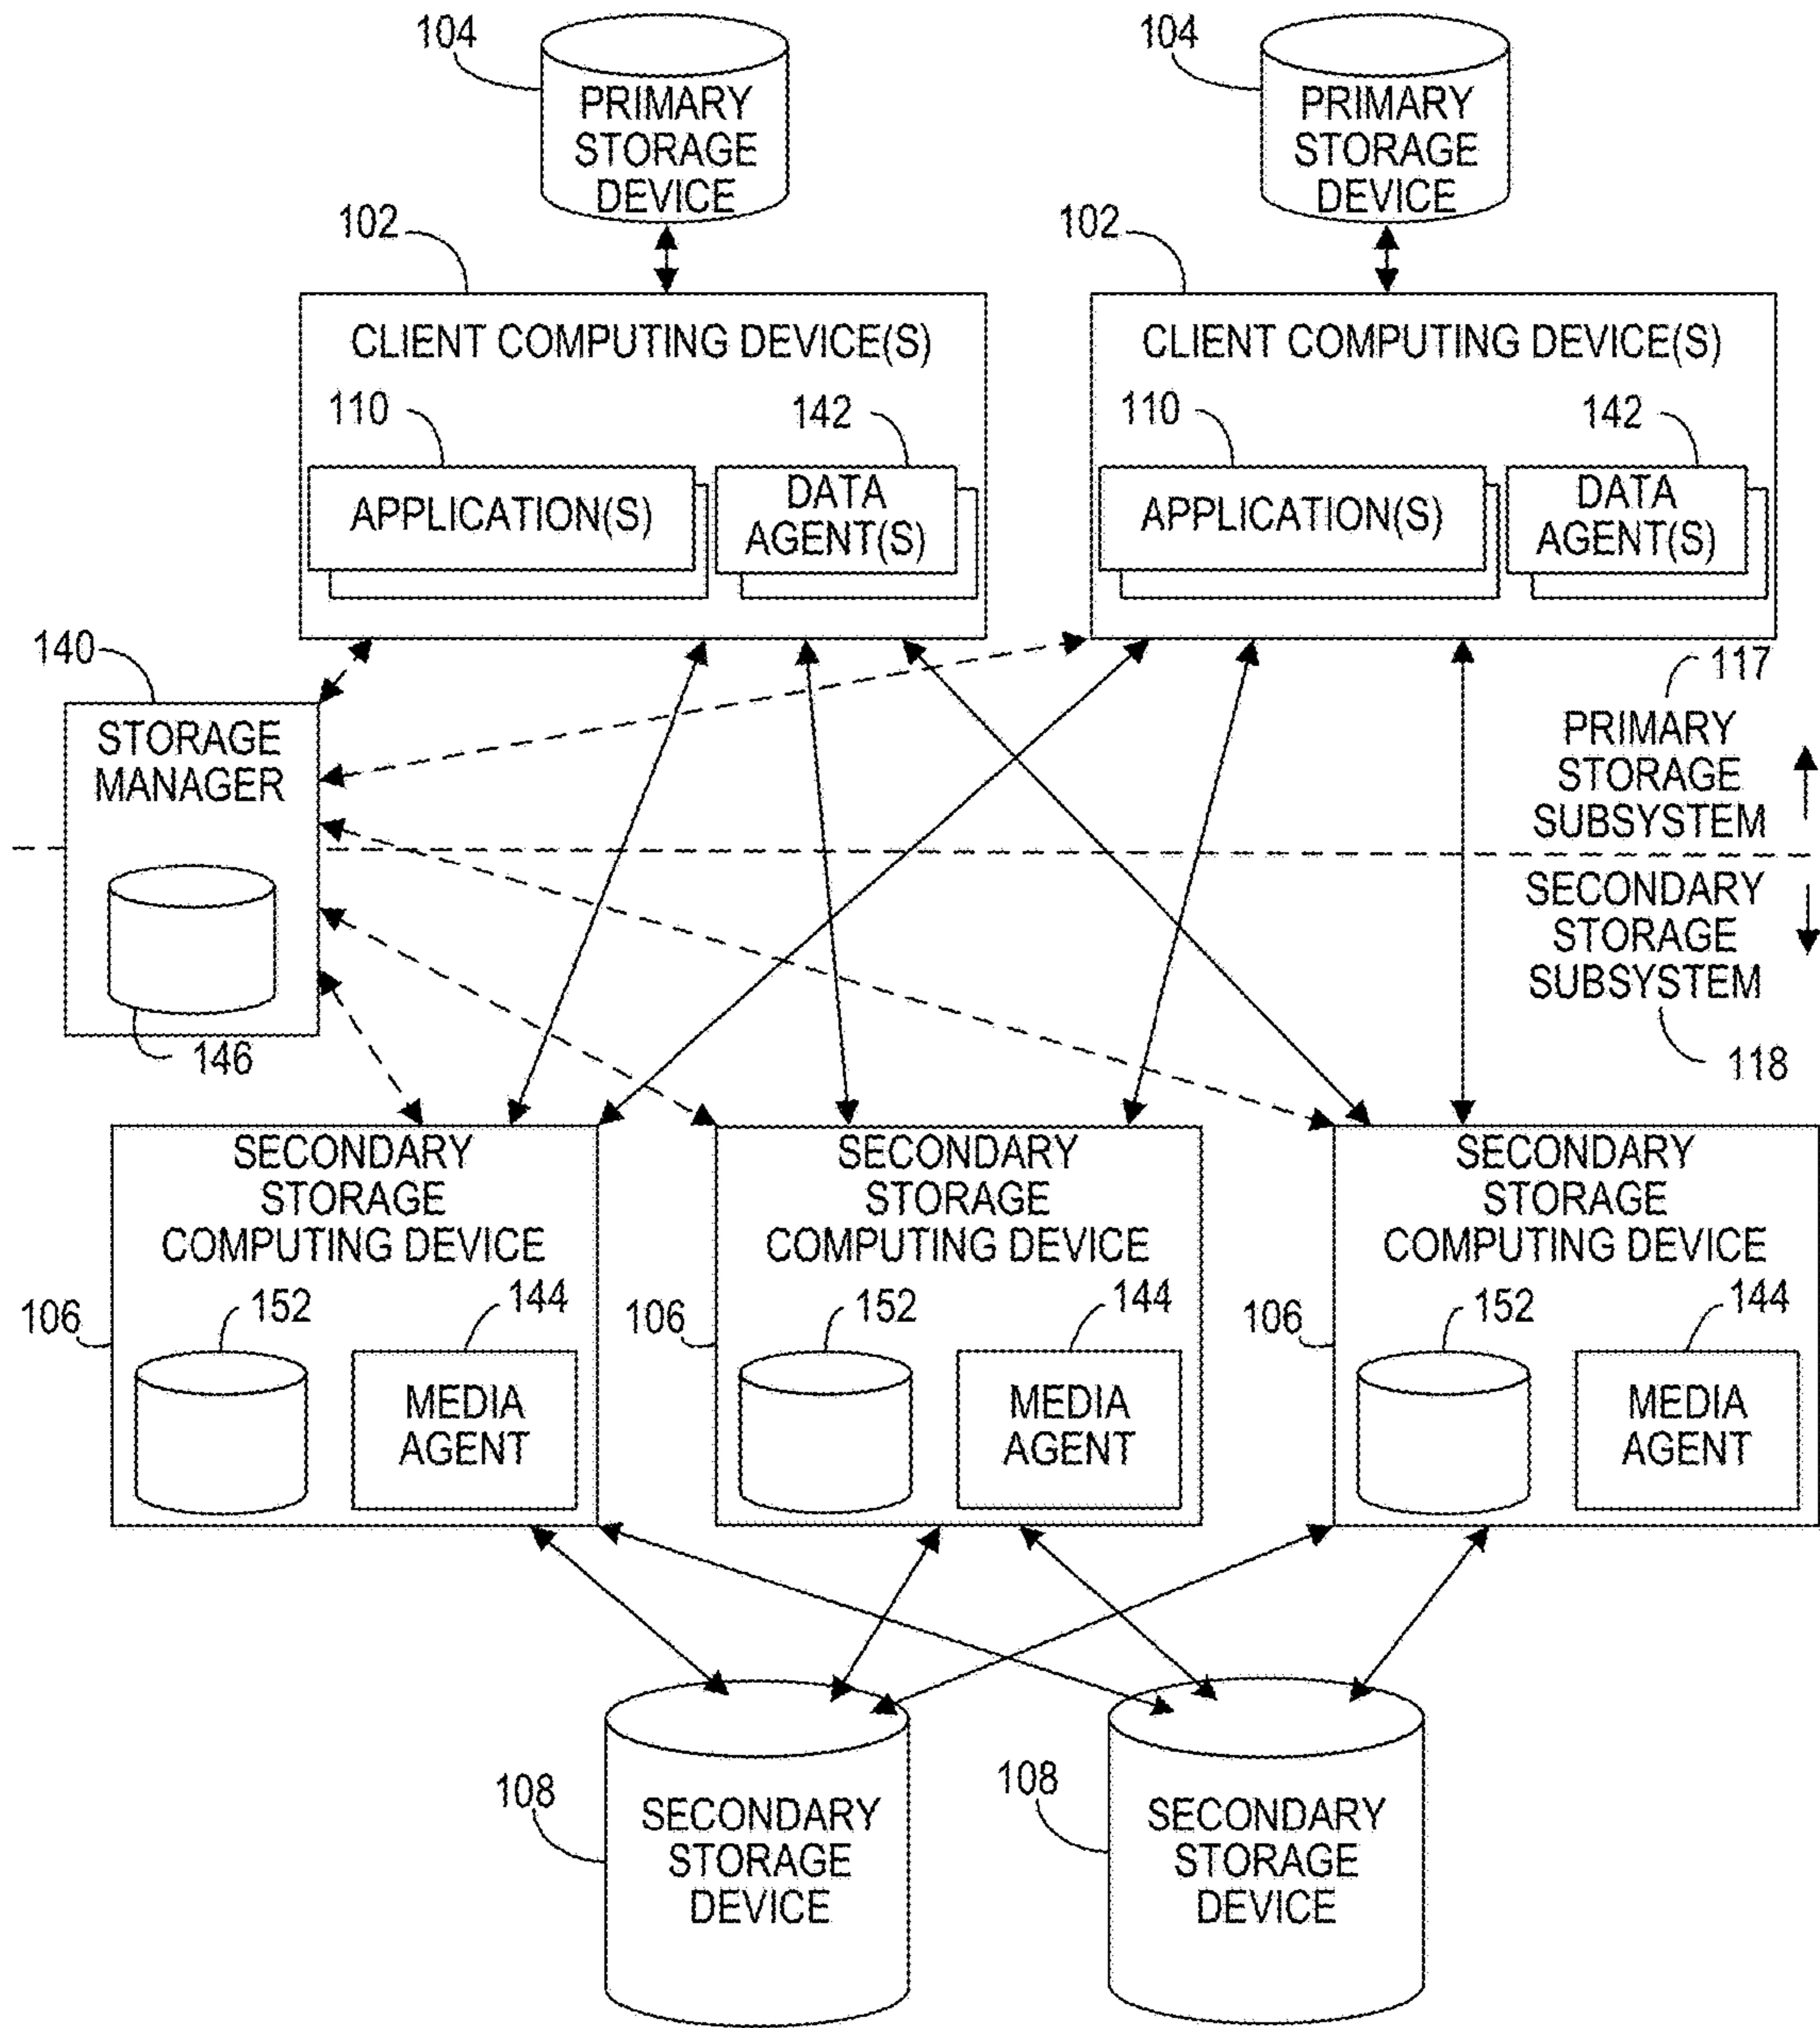 104
PRIMARY
STORAGE
DEVICE
104
PRIMARY
STORAGE
DEVICE
102
CLIENT COMPUTING DEVICE(S)
110
142
APPLICATION(S)
DATA
AGENT(S)
102
CLIENT COMPUTING DEVICE(S)
110
142
APPLICATION(S)
DATA
AGENT(S)
140
STORAGE
MANAGER
146
117
PRIMARY
STORAGE
SUBSYSTEM
SECONDARY
STORAGE
SUBSYSTEM
118
SECONDARY
STORAGE
COMPUTING DEVICE
106
152
144
MEDIA
AGENT
SECONDARY
STORAGE
COMPUTING DEVICE
106
152
144
MEDIA
AGENT
SECONDARY
STORAGE
COMPUTING DEVICE
106
152
144
MEDIA
AGENT
108
SECONDARY
STORAGE
DEVICE
108
SECONDARY
STORAGE
DEVICE